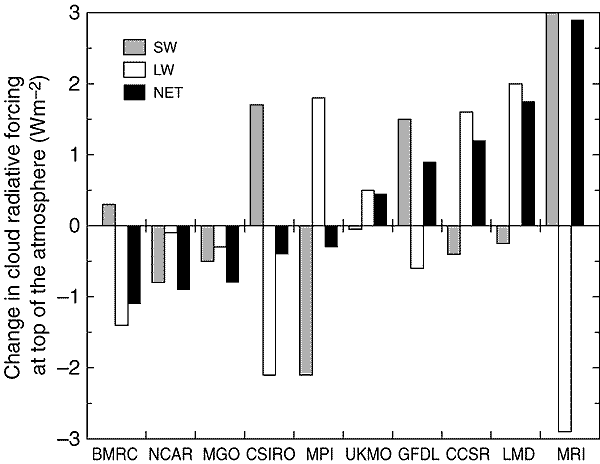 Change in cloud radiative forcing
at top of the atmosphere (Wm−2)
3
2
1
0
−1
−2
−3
SW
LW
NET
BMRC NCAR MGO CSIRO MPI UKMO GFDL CCSR LMD MRI